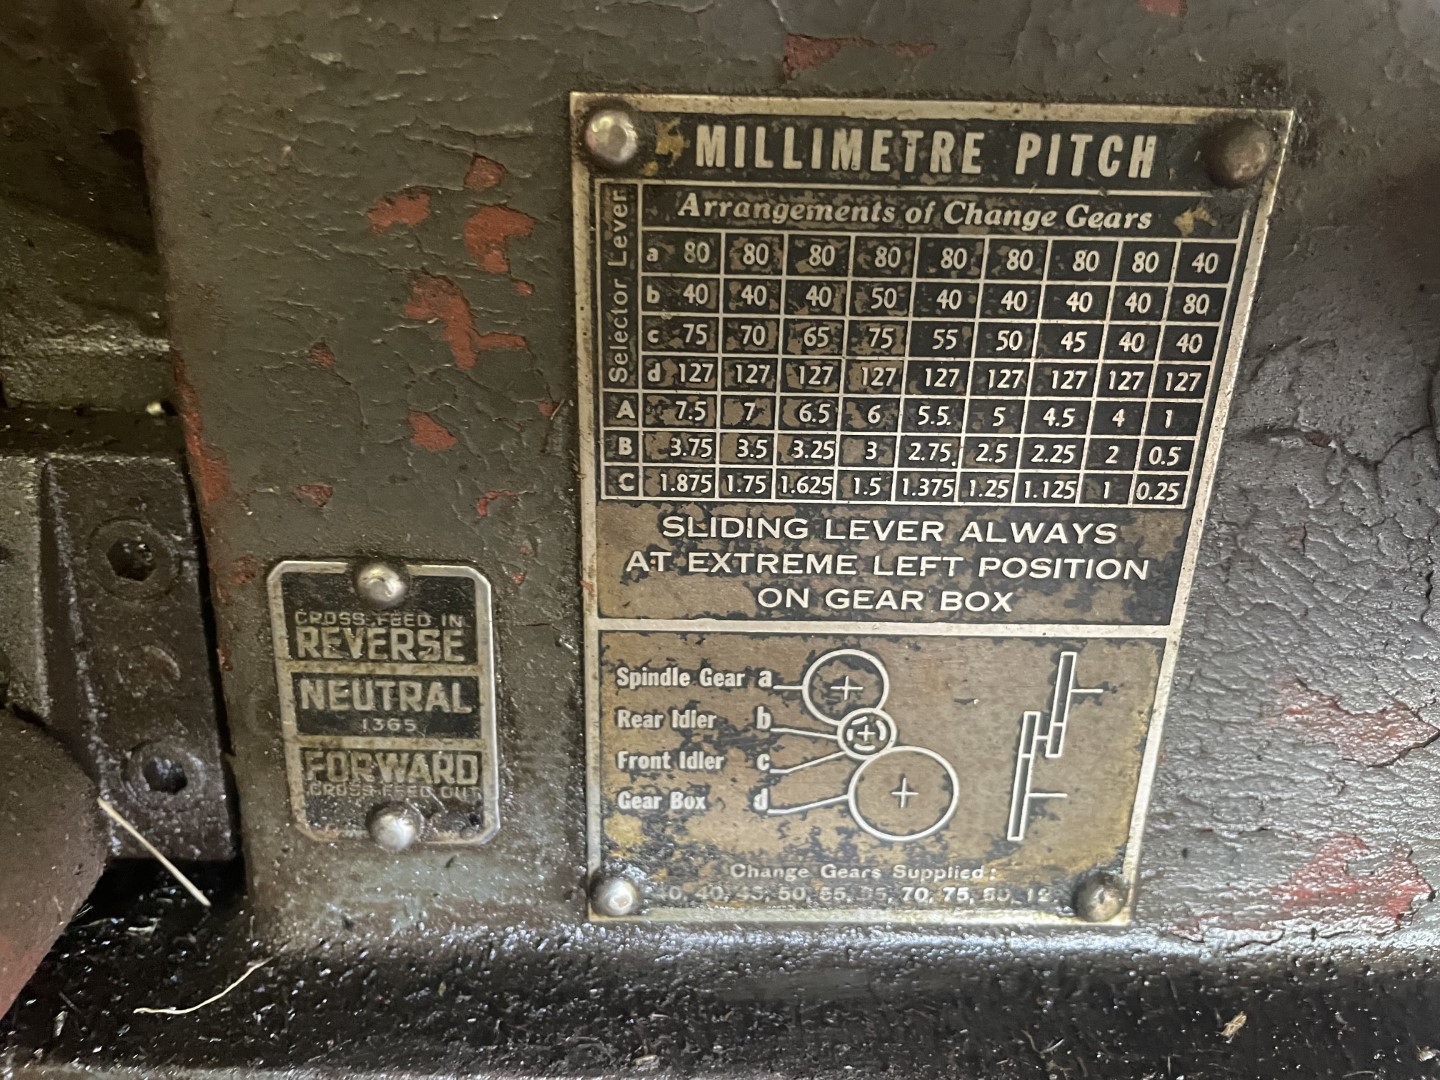 MILLIMETRE PITCH
Selector Lever
Arrangements of Change Gears
a 80 80 80 80 80 80 80 80 40
b 40 40 40 50 40 40 40 40 80
c 75 70 65 75 55 50 45 40 40
d 127 127 127 127 127 127 127 127 127
A 7.5 7 6.5 6 5.5 5 4.5 4 1
B 3.75 3.5 3.25 3 2.75 2.5 2.25 2 0.5
C 1.875 1.75 1.625 1.5 1.375 1.25 1.125 1 0.25
SLIDING LEVER ALWAYS
AT EXTREME LEFT POSITION
ON GEAR BOX
Spindle Gear a
Rear Idler b
Front Idler c
Gear Box d
Change Gears Supplied:
40, 45, 50, 70, 75, 80,
CROSS FEED IN
REVERSE
NEUTRAL
1365
FORWARD
CROSS FEED OUT